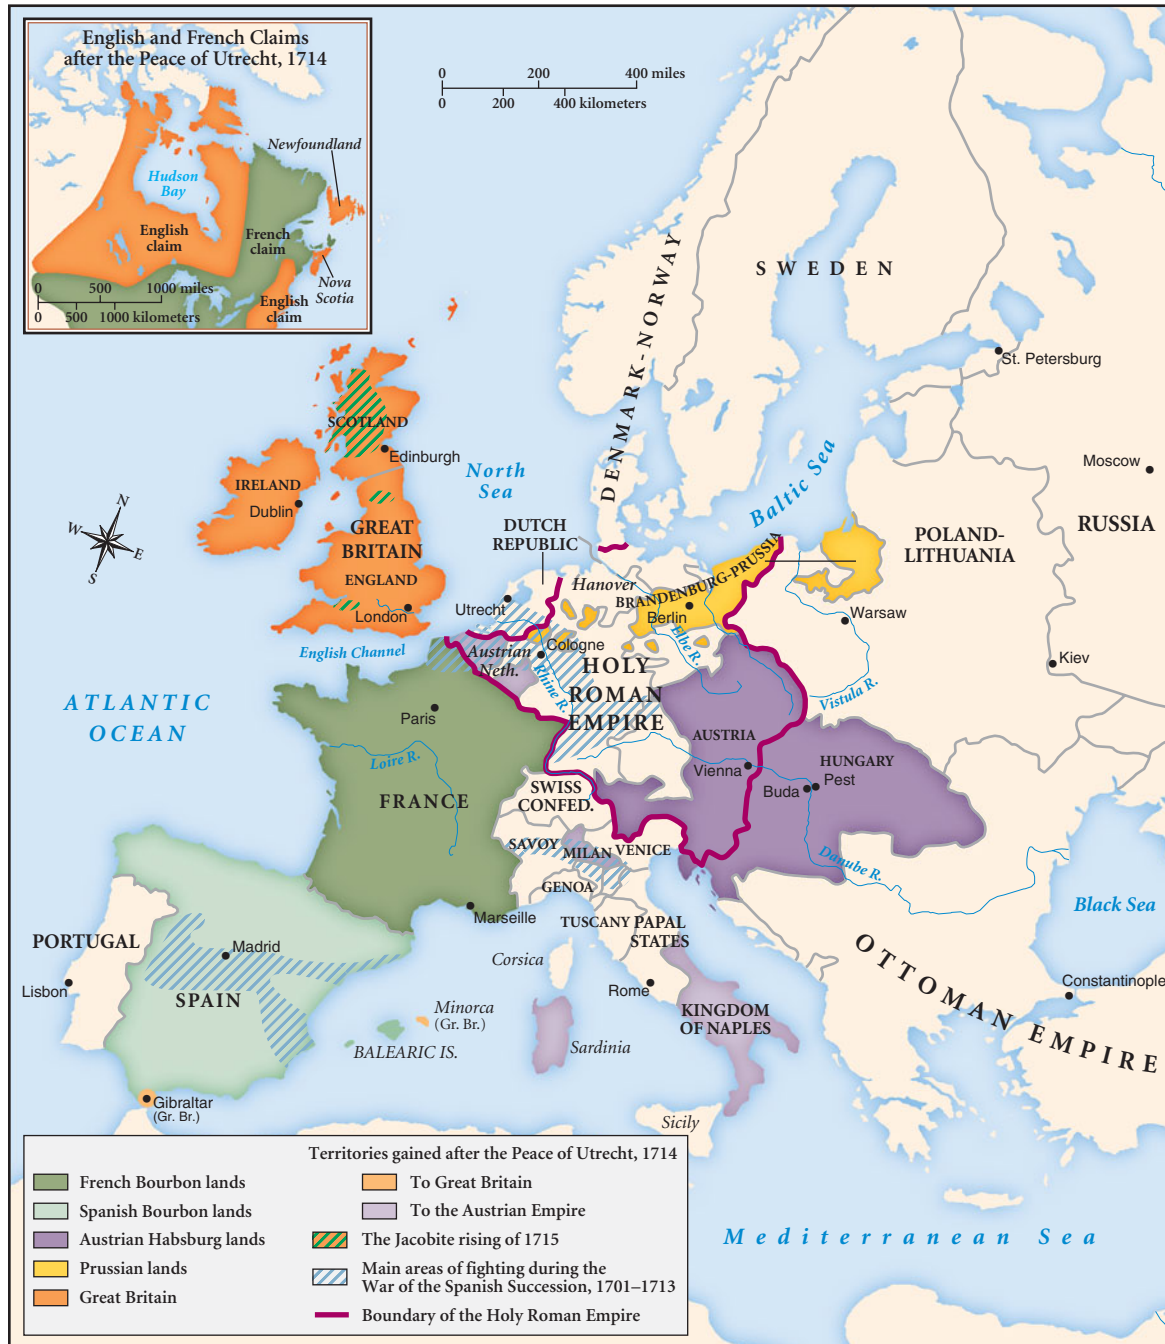 English and French Claims
after the Peace of Utrecht, 1714
Newfoundland
Hudson
Bay
English
claim
French
claim
Nova
Scotia
English
claim
0 500 1000 miles
0 500 1000 kilometers
0 200 400 miles
0 200 400 kilometers
SWEDEN
DENMARK-NORWAY
St. Petersburg
Moscow
RUSSIA
SCOTLAND
Edinburgh
North
Sea
Baltic Sea
IRELAND
Dublin
GREAT
BRITAIN
ENGLAND
London
N
W
E
S
DUTCH
REPUBLIC
Hanover
BRANDENBURG-PRUSSIA
Berlin
POLAND-
LITHUANIA
Utrecht
Warsaw
English Channel
Austrian
Neth.
Cologne
Elbe R.
Kiev
HOLY
ROMAN
EMPIRE
Rhine R.
Vistula R.
ATLANTIC
OCEAN
Paris
Loire R.
FRANCE
AUSTRIA
Vienna
HUNGARY
Buda
Pest
SWISS
CONFED.
SAVOY
MILAN
VENICE
Danube R.
GENOA
Marseille
TUSCANY
PAPAL
STATES
Black Sea
PORTUGAL
Madrid
Lisbon
SPAIN
Corsica
Rome
OTTOMAN EMPIRE
Constantinople
Minorca
(Gr. Br.)
BALEARIC IS.
Sardinia
KINGDOM
OF NAPLES
Gibraltar
(Gr. Br.)
Sicily
Mediterranean Sea
French Bourbon lands
Spanish Bourbon lands
Austrian Habsburg lands
Prussian lands
Great Britain
Territories gained after the Peace of Utrecht, 1714
To Great Britain
To the Austrian Empire
The Jacobite rising of 1715
Main areas of fighting during the
War of the Spanish Succession, 1701–1713
Boundary of the Holy Roman Empire